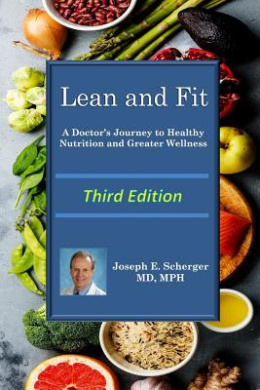 Lean and Fit
A Doctor's Journey to Healthy
Nutrition and Greater Wellness
Third Edition
Joseph E. Scherger
MD, MPH